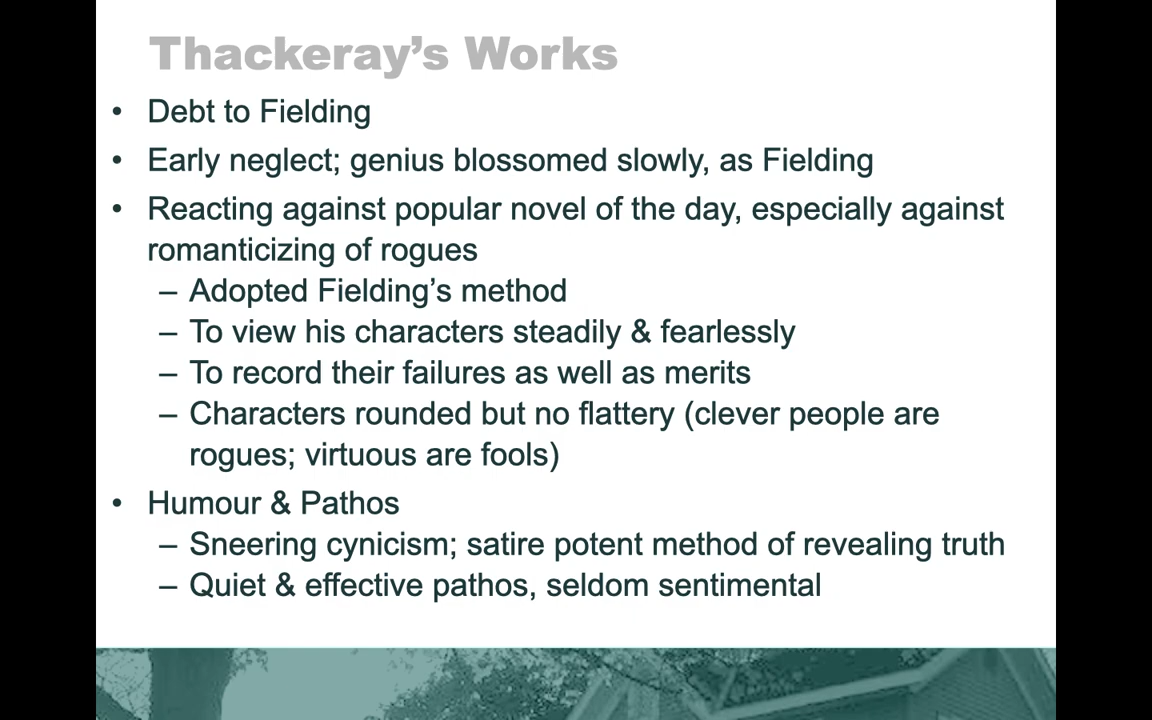 Thackeray’s Works
• Debt to Fielding
• Early neglect; genius blossomed slowly, as Fielding
• Reacting against popular novel of the day, especially against
romanticizing of rogues
– Adopted Fielding’s method
– To view his characters steadily & fearlessly
– To record their failures as well as merits
– Characters rounded but no flattery (clever people are
rogues; virtuous are fools)
• Humour & Pathos
– Sneering cynicism; satire potent method of revealing truth
– Quiet & effective pathos, seldom sentimental